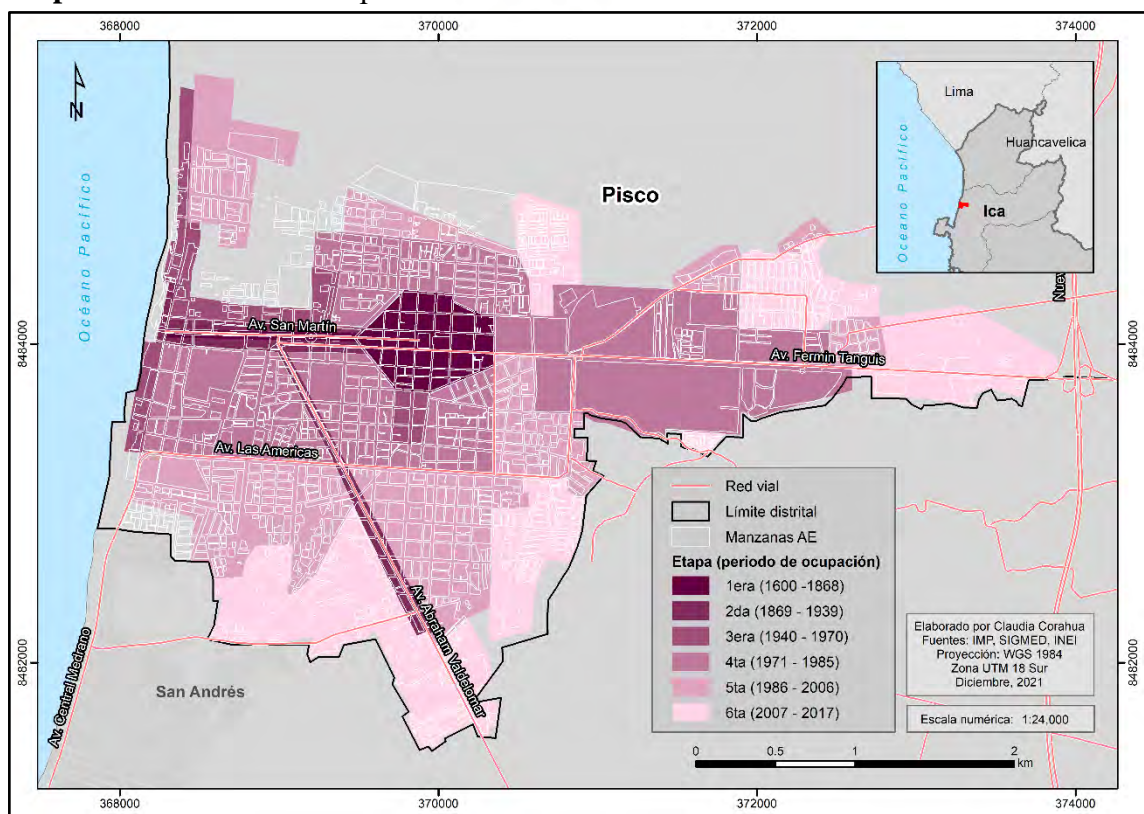 368000
370000
372000
374000
8484000
8482000
N
Océano Pacífico
Pisco
Av. San Martín
Av. Fermín Tanguis
Av. Las Americas
Av. Abraham Valdelomar
Av. Central Medrano
San Andrés
Lima
Huancavelica
Océano Pacífico
Ica
Red vial
Límite distrital
Manzanas AE
Etapa (periodo de ocupación)
1era (1600 -1868)
2da (1869 - 1939)
3era (1940 - 1970)
4ta (1971 - 1985)
5ta (1986 - 2006)
6ta (2007 - 2017)
Elaborado por Claudia Corahua
Fuentes: IMP, SIGMED, INEI
Proyección: WGS 1984
Zona UTM 18 Sur
Diciembre, 2021
Escala numérica: 1:24,000
0 0.5 1 2
km
8484000
8482000
368000
370000
372000
374000